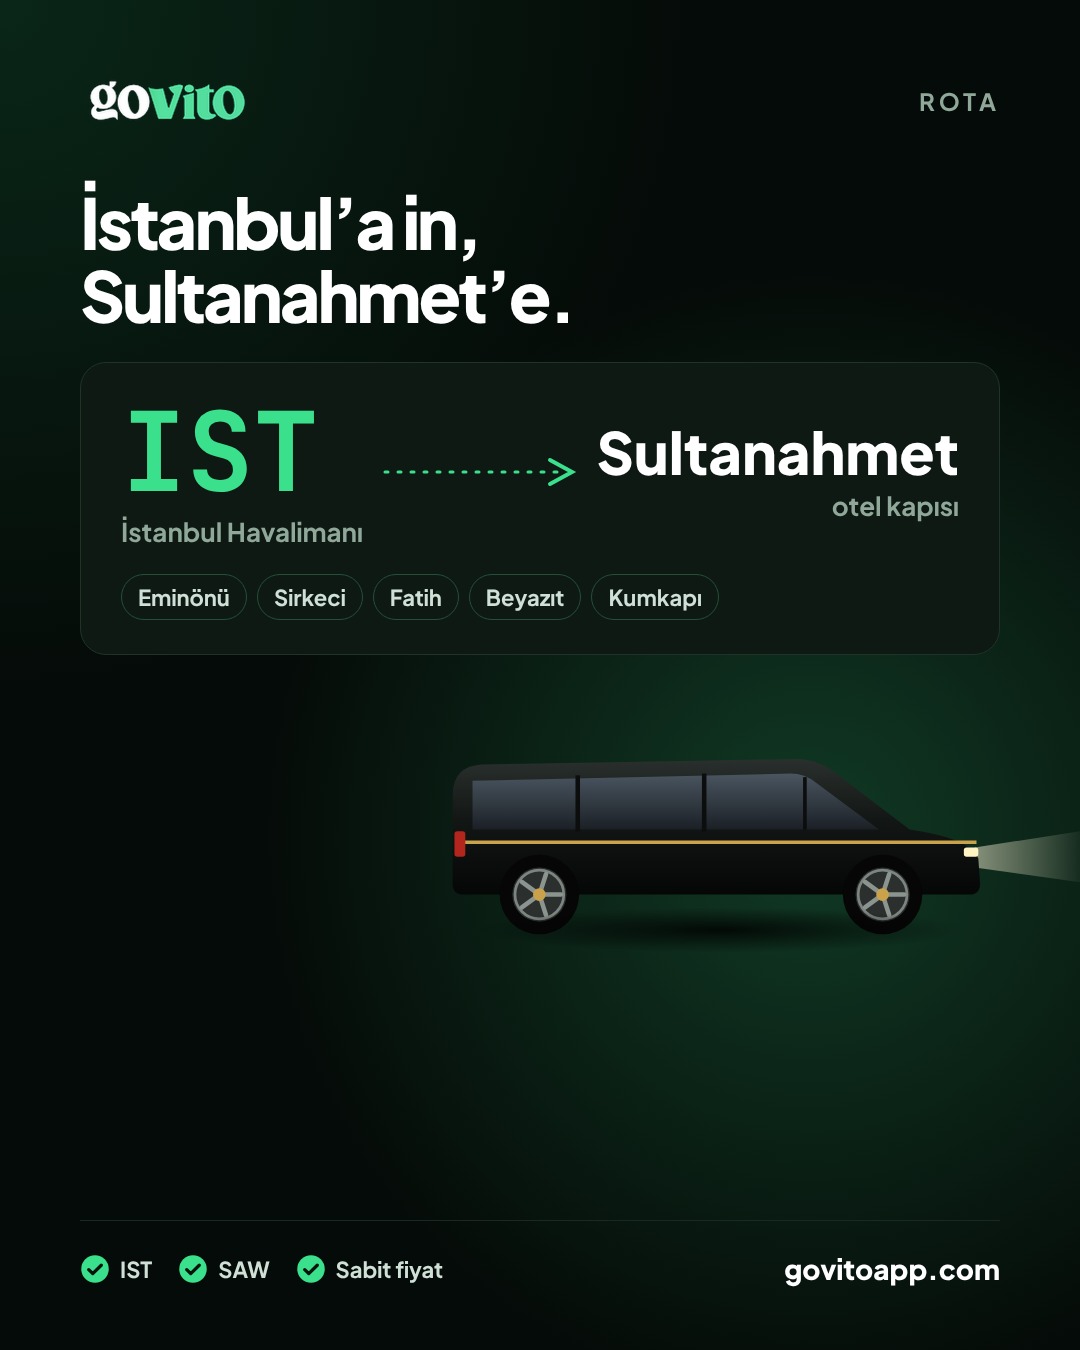 govito
ROTA
İstanbul’a in,
Sultanahmet’e.
IST
Sultanahmet
otel kapısı
İstanbul Havalimanı
Eminönü Sirkeci Fatih Beyazıt Kumkapı
IST SAW Sabit fiyat
govitoapp.com